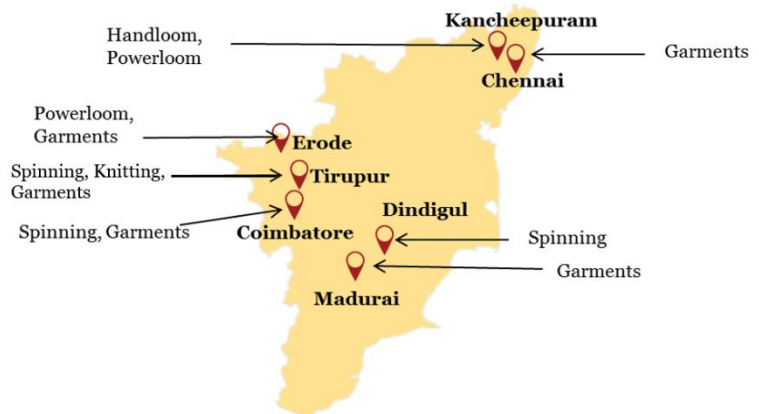 Kancheepuram
Handloom,
Powerloom
Garments
Chennai
Powerloom,
Garments
Erode
Spinning, Knitting,
Garments
Tirupur
Dindigul
Spinning, Garments
Coimbatore
Spinning
Garments
Madurai